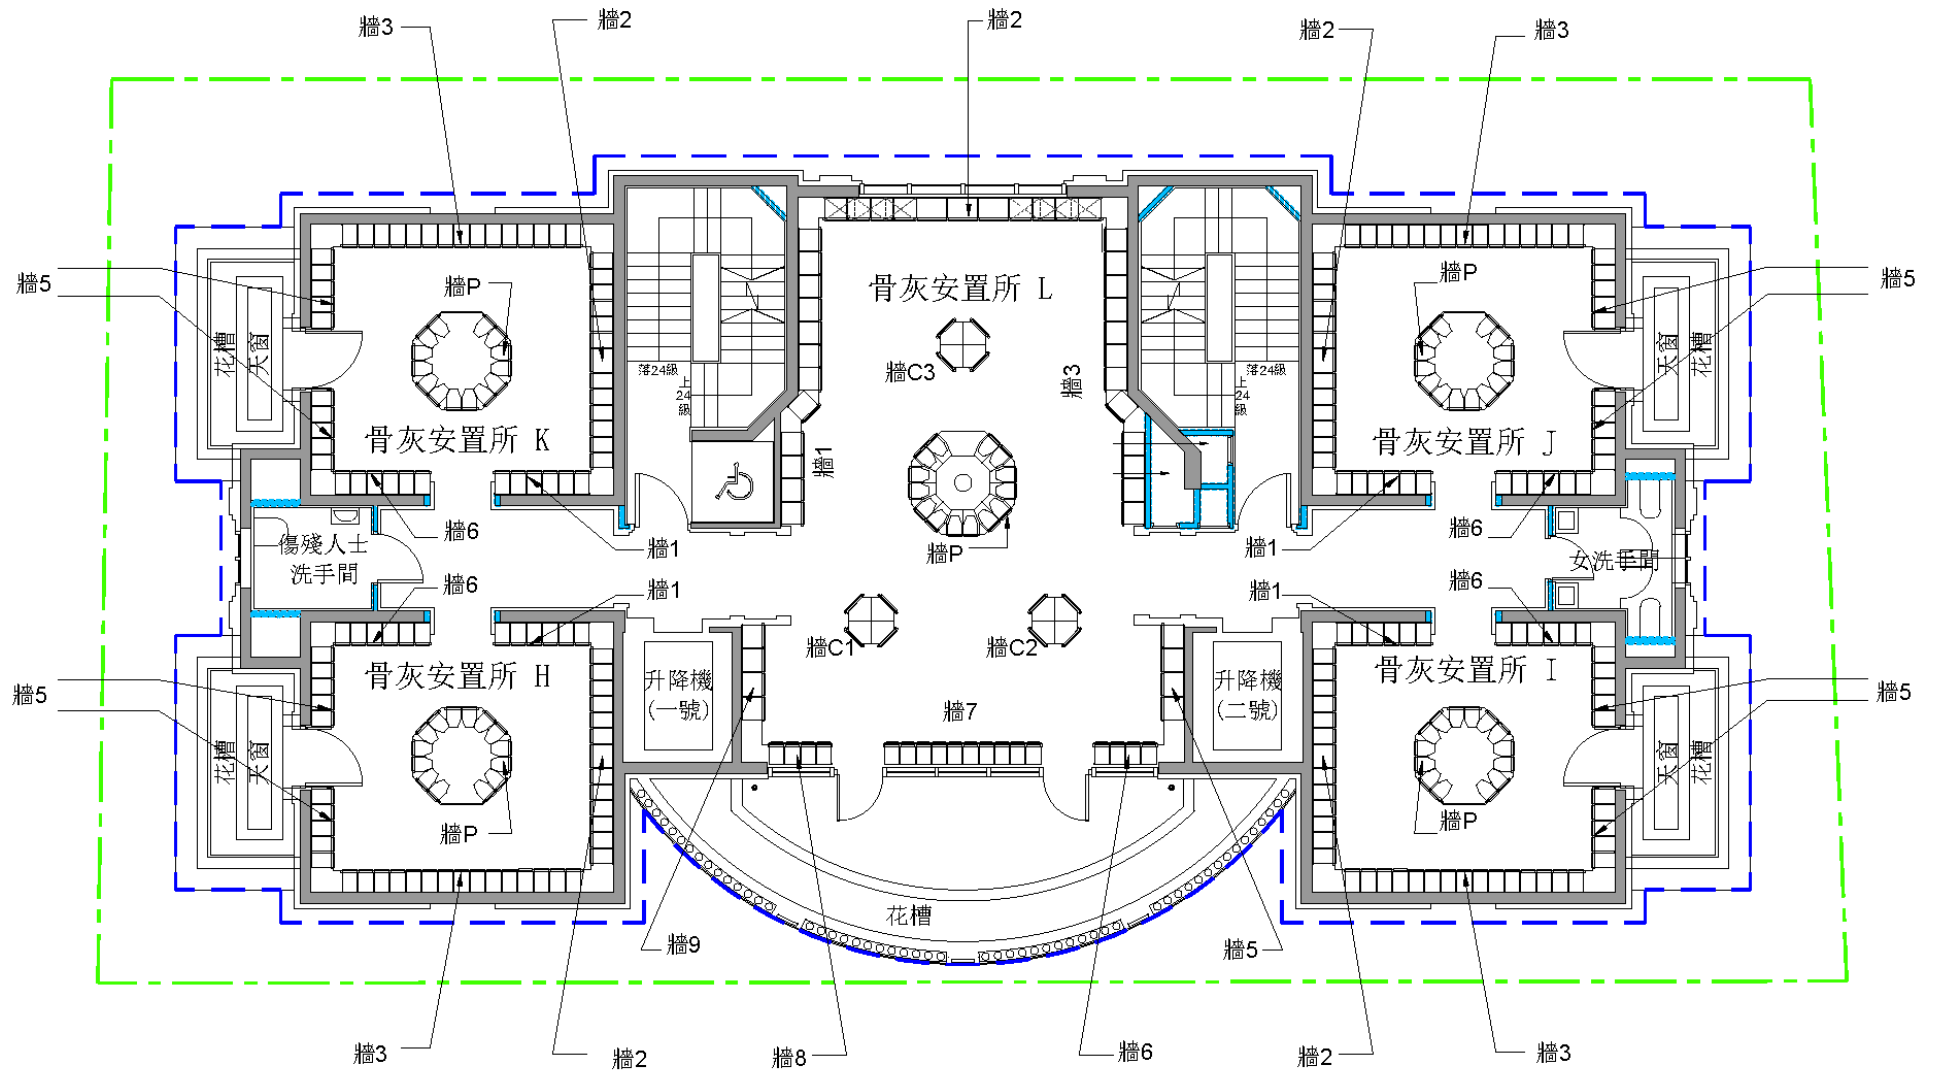 牆3
牆2
牆2
牆2
牆3
牆5
牆P
骨灰安置所 L
牆P
牆5
花槽
天窗
落24級
上
24
級
牆C3
牆3
落24級
上
24
級
天窗
花槽
骨灰安置所 K
牆1
骨灰安置所 J
牆6
牆1
牆P
牆1
牆6
傷殘人士
洗手間
女洗手間
牆6
牆1
牆1
牆6
牆C1
牆C2
骨灰安置所 H
升降機
(一號)
升降機
(二號)
骨灰安置所 I
牆5
牆7
牆5
花槽
天窗
天窗
花槽
牆P
牆P
花槽
牆9
牆5
牆3
牆2
牆8
牆6
牆2
牆3